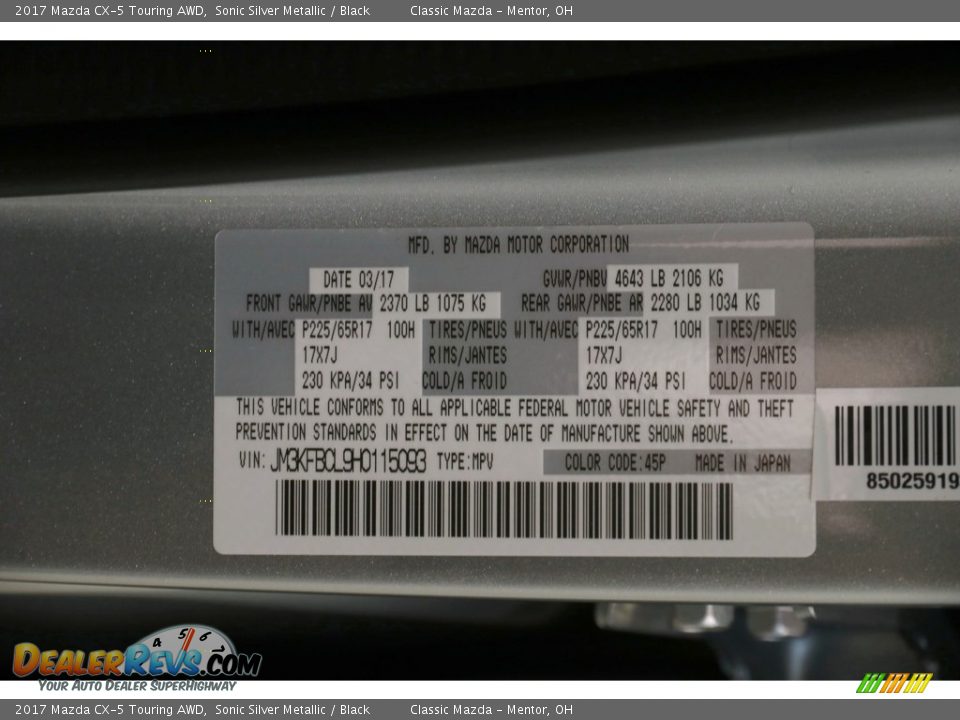 2017 Mazda CX-5 Touring AWD, Sonic Silver Metallic / Black Classic Mazda - Mentor, OH
MFD. BY MAZDA MOTOR CORPORATION
DATE 03/17 GVWR/PNBV 4643 LB 2106 KG
FRONT GAWR/PNBE AV 2370 LB 1075 KG REAR GAWR/PNBE AR 2280 LB 1034 KG
WITH/AVEC P225/65R17 100H TIRES/PNEUS WITH/AVEC P225/65R17 100H TIRES/PNEUS
17X7J RIMS/JANTES 17X7J RIMS/JANTES
230 KPA/34 PSI COLD/A FROID 230 KPA/34 PSI COLD/A FROID
THIS VEHICLE CONFORMS TO ALL APPLICABLE FEDERAL MOTOR VEHICLE SAFETY AND THEFT
PREVENTION STANDARDS IN EFFECT ON THE DATE OF MANUFACTURE SHOWN ABOVE.
VIN: JM3KFBCL9H0115093 TYPE:MPV COLOR CODE:45P MADE IN JAPAN
85025919
4 5 6
DEALERREVS.COM
YOUR AUTO DEALER SUPERHIGHWAY
2017 Mazda CX-5 Touring AWD, Sonic Silver Metallic / Black Classic Mazda - Mentor, OH